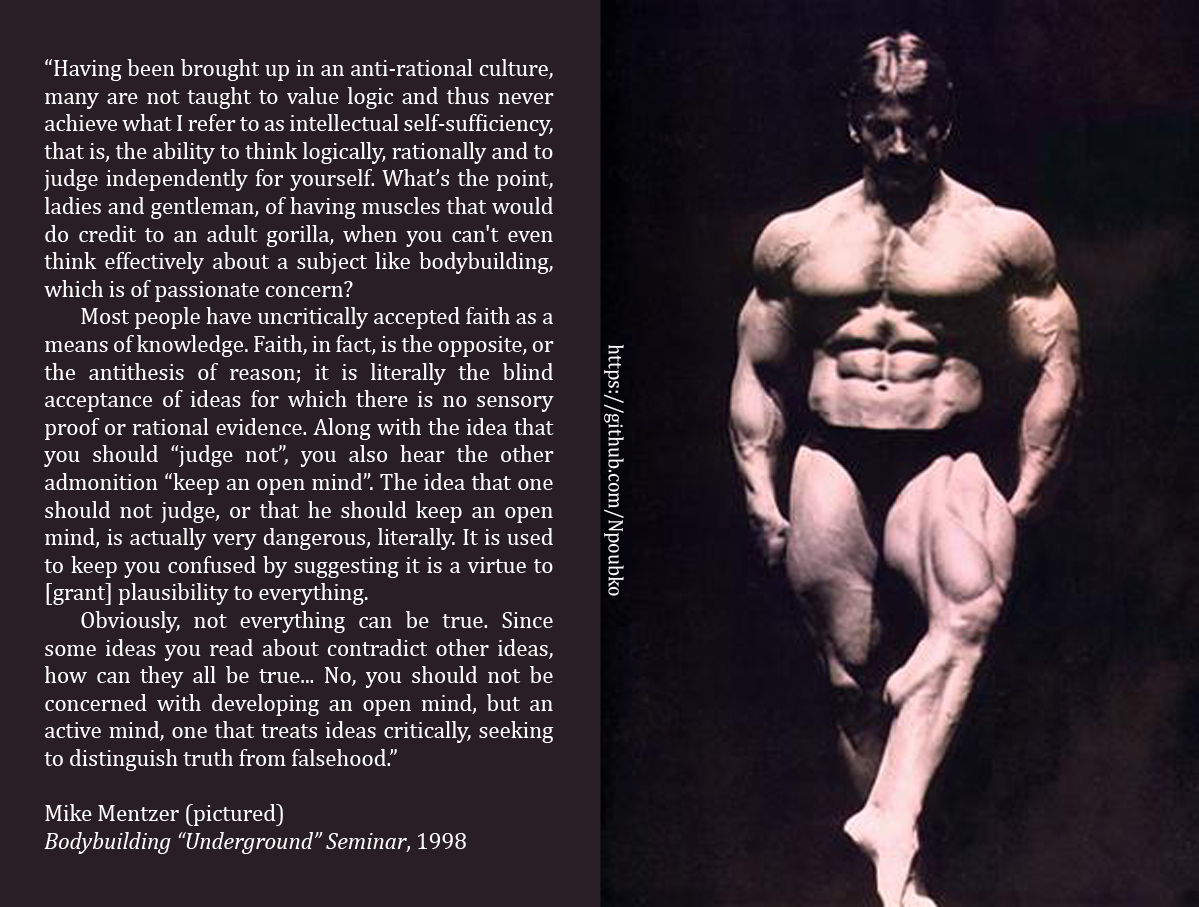 “Having been brought up in an anti-rational culture,
many are not taught to value logic and thus never
achieve what I refer to as intellectual self-sufficiency,
that is, the ability to think logically, rationally and to
judge independently for yourself. What’s the point,
ladies and gentleman, of having muscles that would
do credit to an adult gorilla, when you can't even
think effectively about a subject like bodybuilding,
which is of passionate concern?
Most people have uncritically accepted faith as a
means of knowledge. Faith, in fact, is the opposite, or
the antithesis of reason; it is literally the blind
acceptance of ideas for which there is no sensory
proof or rational evidence. Along with the idea that
you should “judge not”, you also hear the other
admonition “keep an open mind”. The idea that one
should not judge, or that he should keep an open
mind, is actually very dangerous, literally. It is used
to keep you confused by suggesting it is a virtue to
[grant] plausibility to everything.
Obviously, not everything can be true. Since
some ideas you read about contradict other ideas,
how can they all be true... No, you should not be
concerned with developing an open mind, but an
active mind, one that treats ideas critically, seeking
to distinguish truth from falsehood.”
Mike Mentzer (pictured)
Bodybuilding “Underground” Seminar, 1998
https://github.com/Npoubko